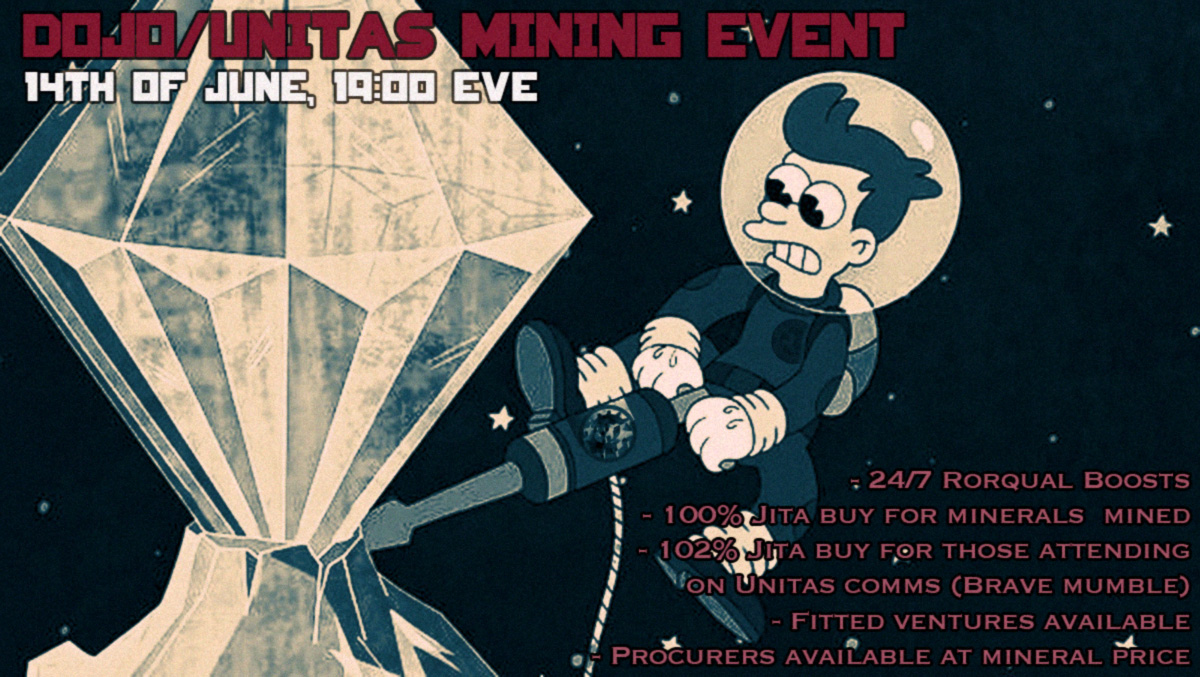 DOJO/UNITAS MINING EVENT
14TH OF JUNE, 19:00 EVE
- 24/7 Rorqual Boosts
- 100% Jita buy for minerals mined
- 102% Jita buy for those attending
on Unitas comms (Brave mumble)
- Fitted ventures available
- Procurers available at mineral price